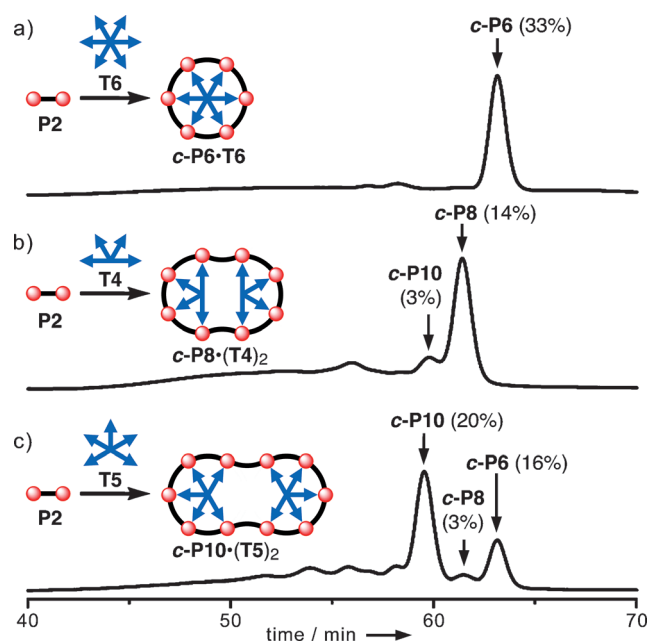 a)
T6
P2
c-P6•T6
c-P6 (33%)
b)
T4
P2
c-P8•(T4)₂
c-P8 (14%)
c-P10
(3%)
c)
T5
P2
c-P10•(T5)₂
c-P10 (20%)
c-P6 (16%)
c-P8
(3%)
40 50 60 70
time / min